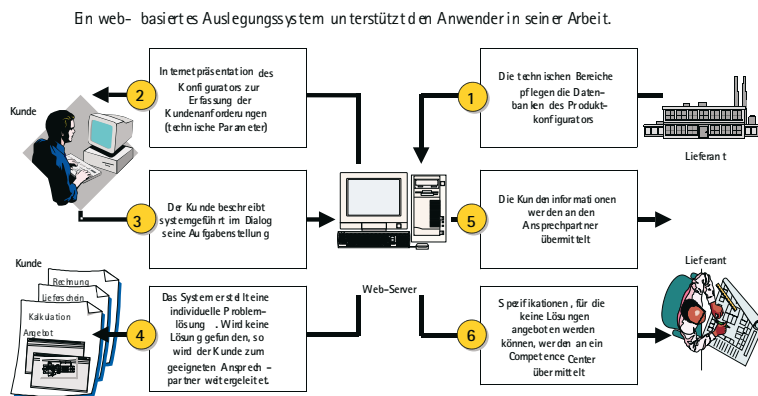 Ein web- basiertes Auslegungssystem unterstützt den Anwender in seiner Arbeit.
Kunde
2
Internetpräsentation des
Konfigurators zur
Erfassung der
Kundenanforderungen
(technische Parameter)
1
Die technischen Bereiche
pflegen die Daten-
banken des Produkt-
konfigurators
Lieferant
3
Der Kunde beschreibt
systemgeführt im Dialog
seine Aufgabenstellung
5
Die Kundeninformationen
werden an den
Ansprechpartner
übermittelt
Web-Server
Kunde
Rechnung
Lieferschein
Kalkulation
Angebot
4
Das System erstellt eine
individuelle Problem-
lösung . Wird keine
Lösung gefunden, so
wird der Kunde zum
geeigneten Ansprech -
partner weitergeleitet.
6
Spezifikationen, für die
keine Lösungen
angeboten werden
können, werden an ein
Competence Center
übermittelt
Lieferant